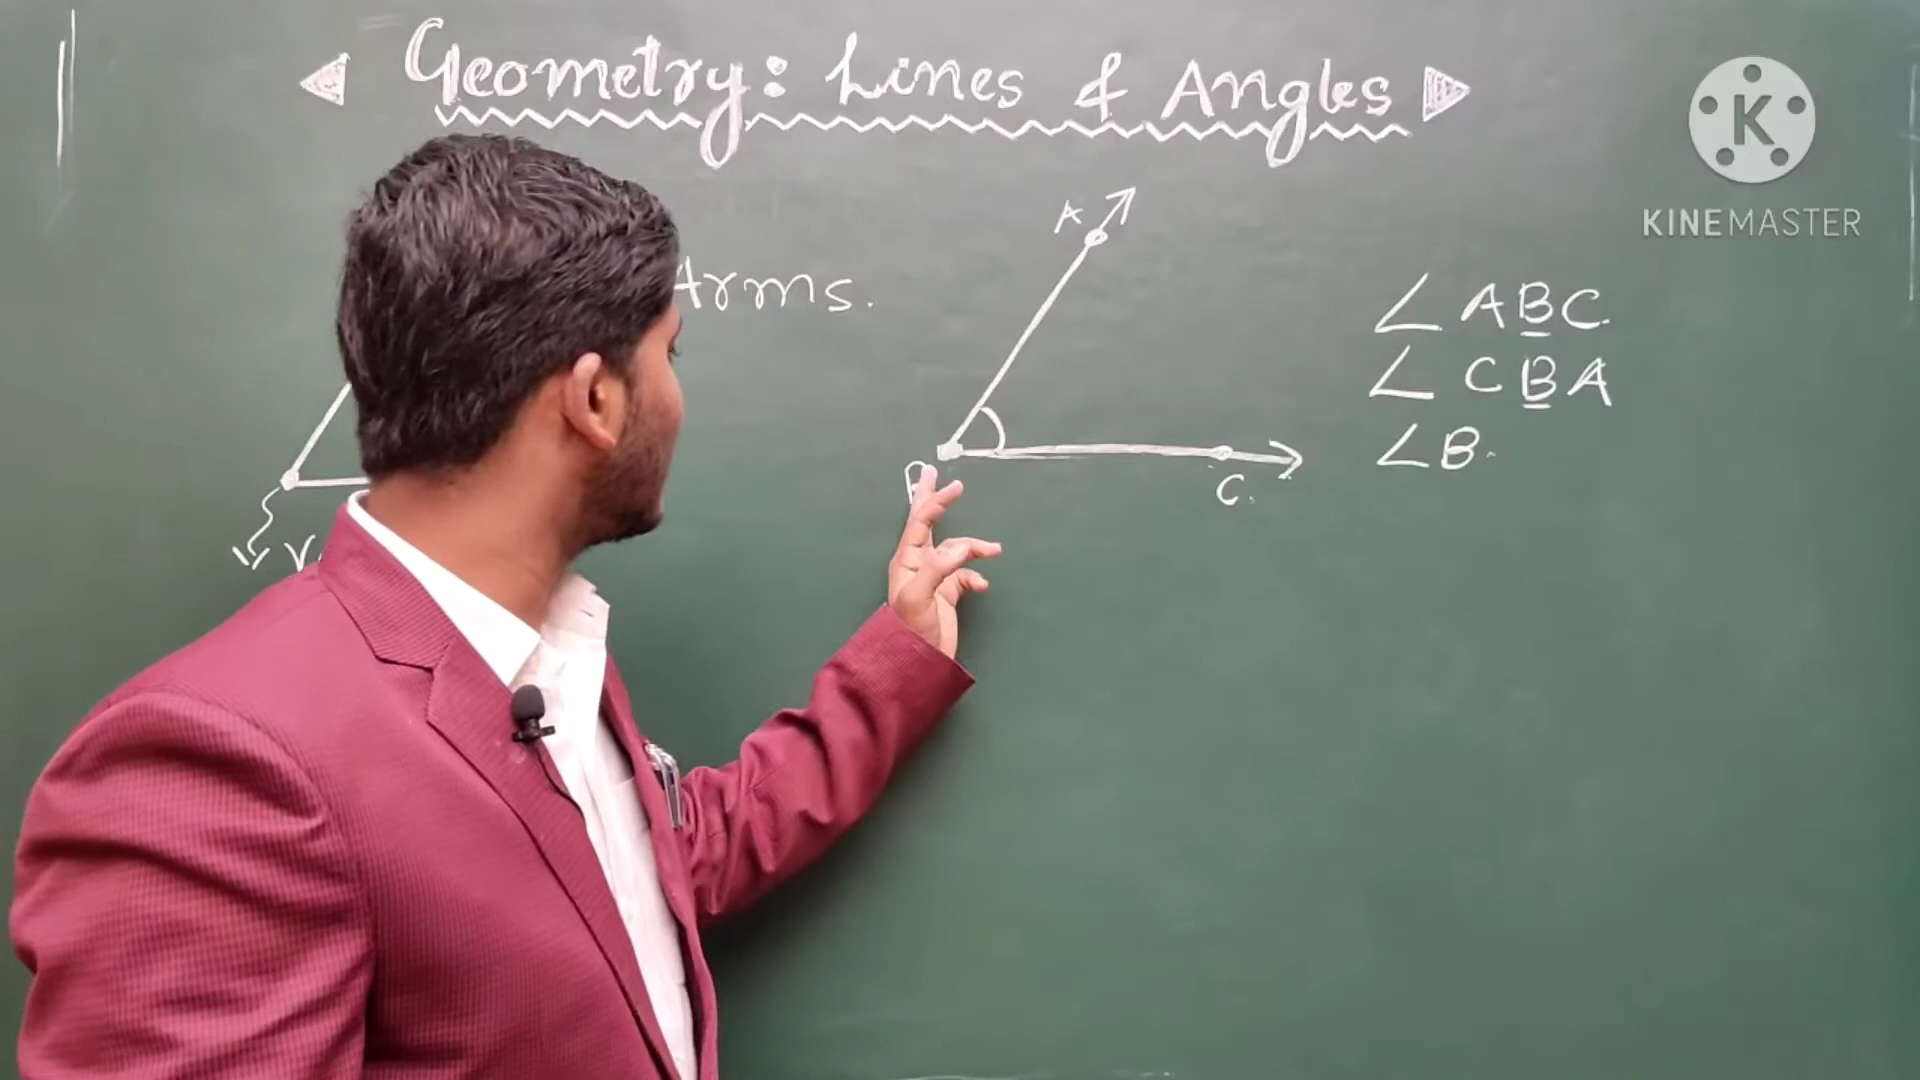 Geometry: Lines & Angles
KINEMASTER
A
Arms.
∠ABC.
∠CBA
∠B.
C.